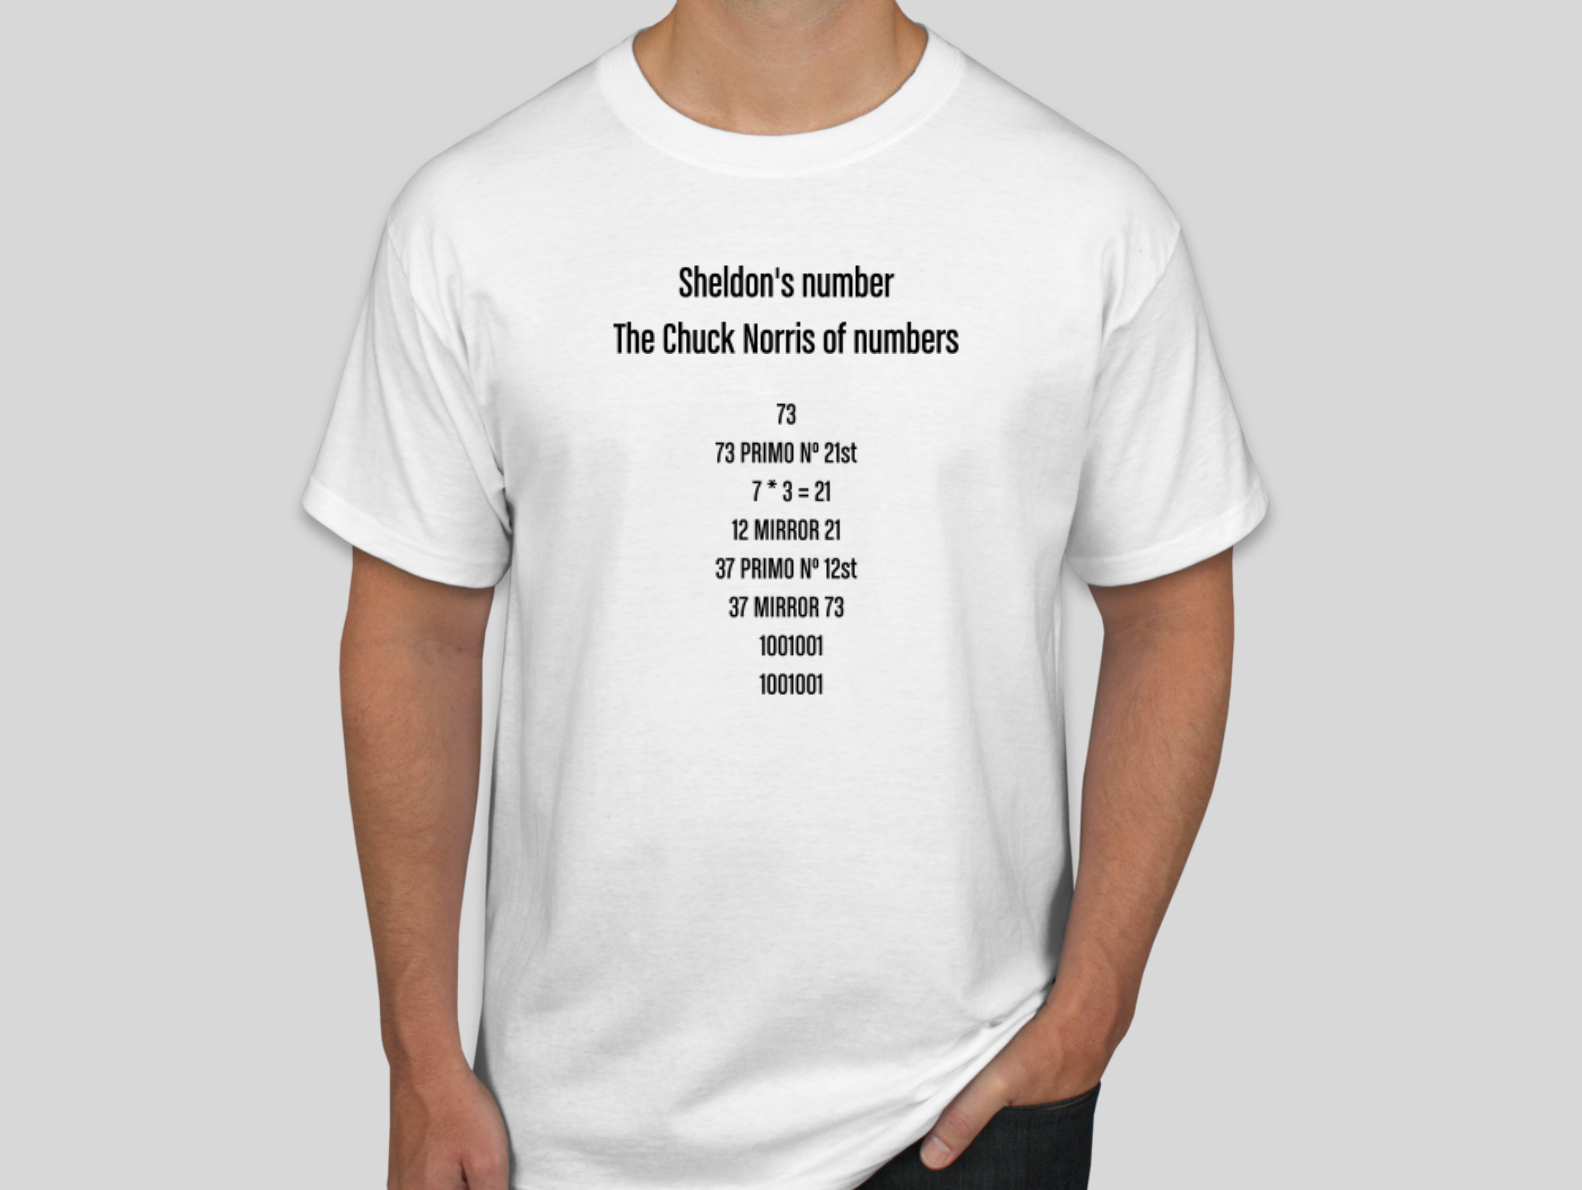 Sheldon's number
The Chuck Norris of numbers
73
73 PRIMO Nº 21st
7 * 3 = 21
12 MIRROR 21
37 PRIMO Nº 12st
37 MIRROR 73
1001001
1001001